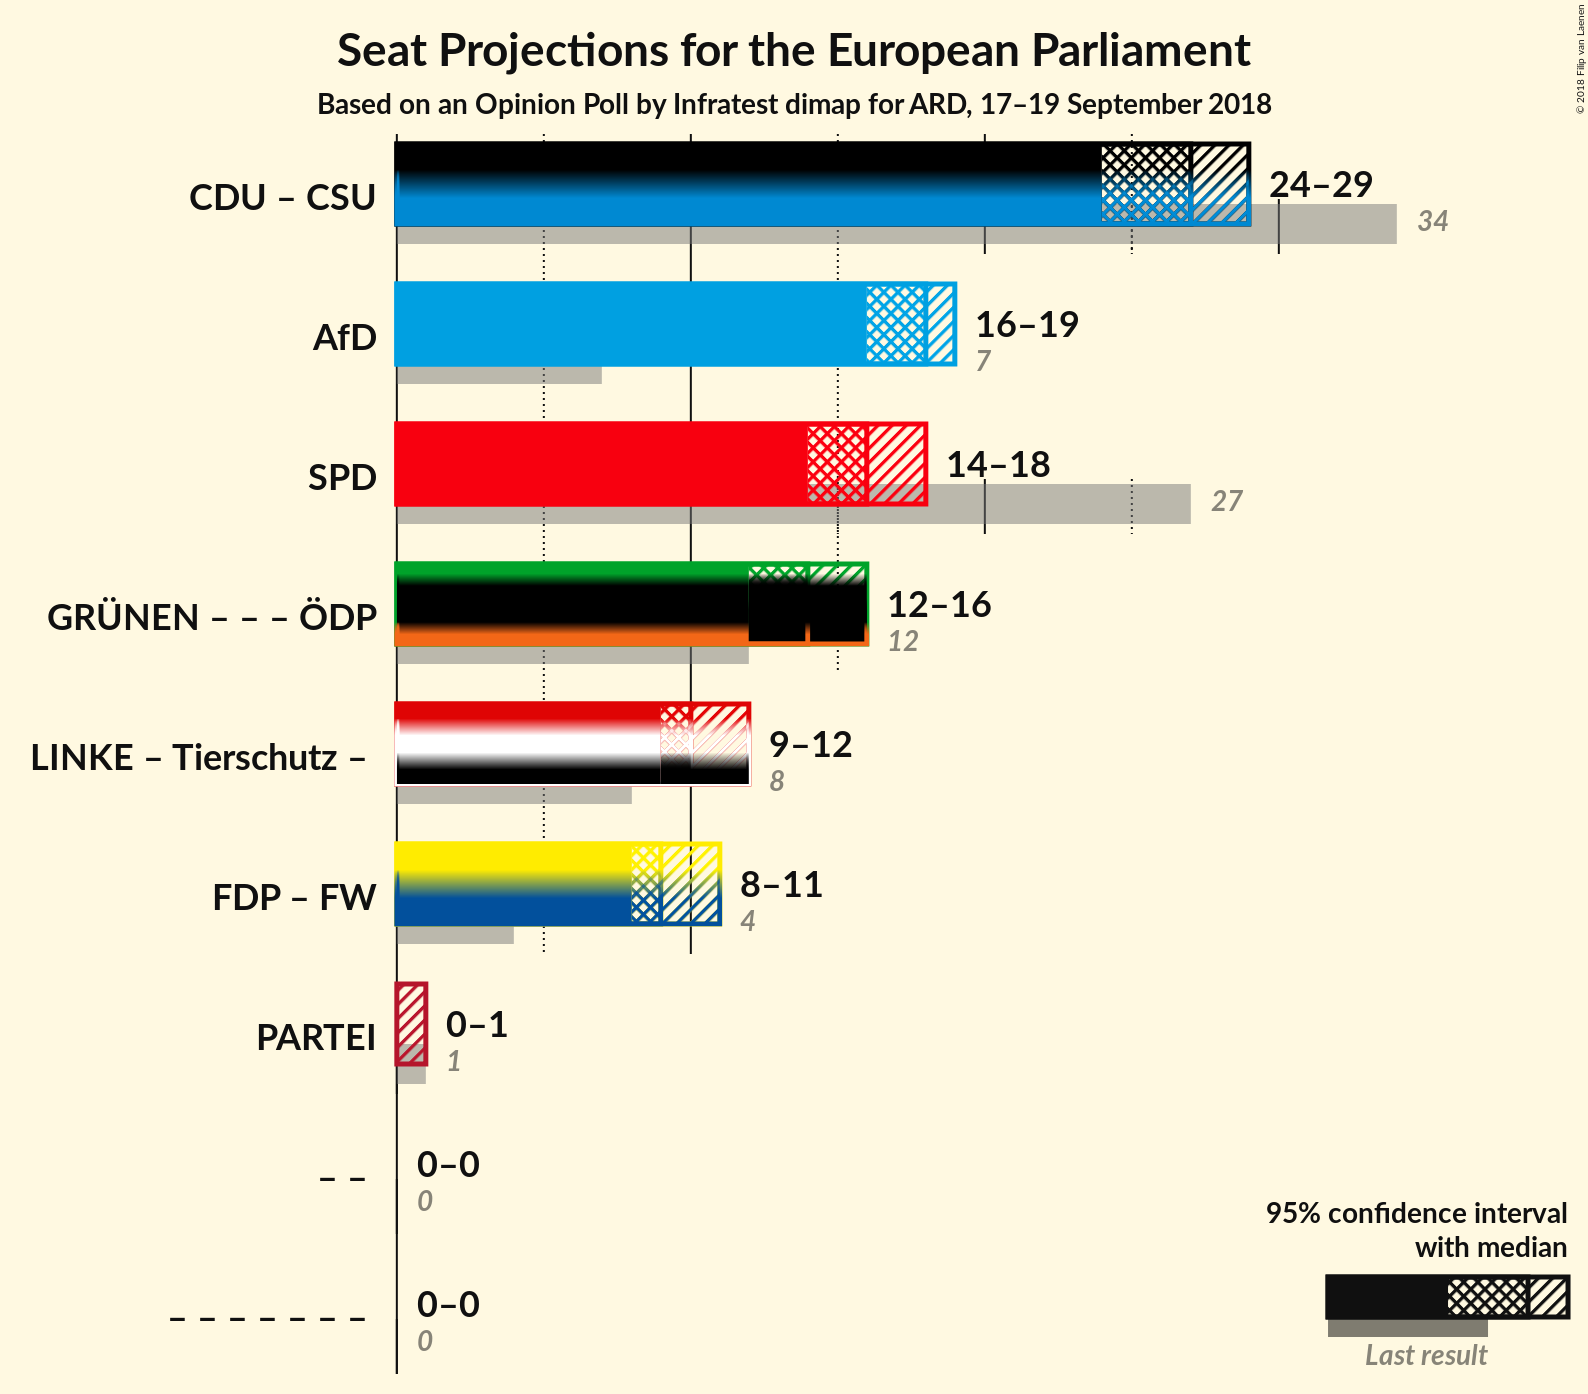 Seat Projections for the European Parliament
Based on an Opinion Poll by Infratest dimap for ARD, 17–19 September 2018
© 2018 Filip van Laenen
CDU – CSU
24–29
34
AfD
16–19
7
SPD
14–18
27
GRÜNEN – – – ÖDP
12–16
12
LINKE – Tierschutz –
9–12
8
FDP – FW
8–11
4
PARTEI
0–1
1
– –
0–0
0
– – – – – – –
0–0
0
95% confidence interval
with median
Last result